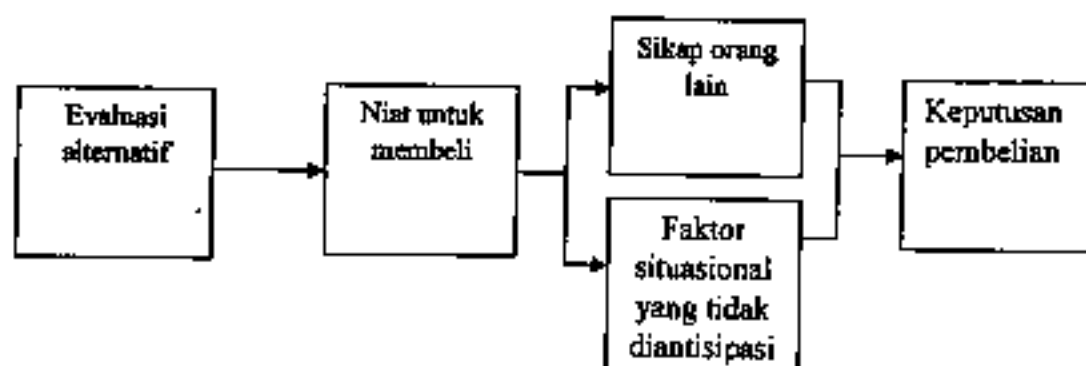 Evaluasi
alternatif
Niat untuk
membeli
Sikap orang
lain
Faktor
situasional
yang tidak
diantisipasi
Keputusan
pembelian